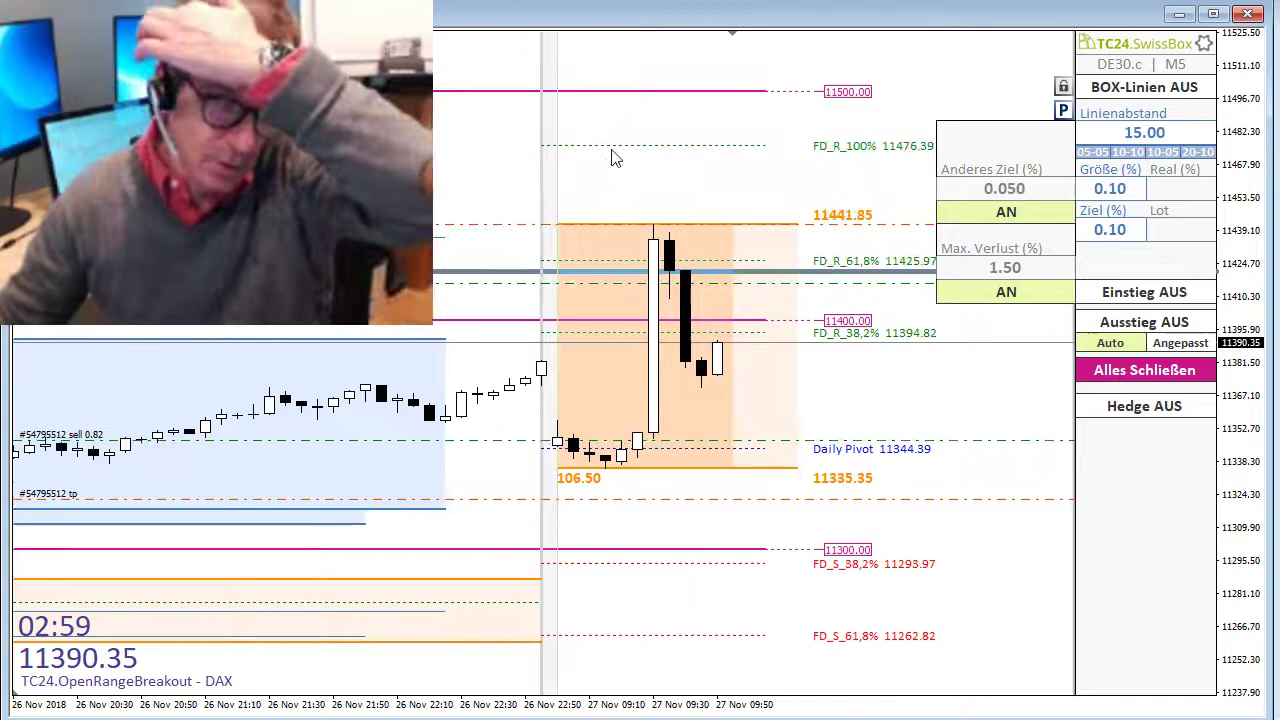 TC24.SwissBox
DE30.c | M5
BOX-Linien AUS
Linienabstand
15.00
05-05 10-10 10-05 20-10
Größe (%) Real (%)
0.10
Ziel (%) Lot
0.10
Einstieg AUS
Ausstieg AUS
Auto Angepasst
Alles Schließen
Hedge AUS
P
Anderes Ziel (%)
0.050
AN
Max. Verlust (%)
1.50
AN
11500.00
FD_R_100% 11476.39
11441.85
FD_R_61,8% 11425.97
11400.00
FD_R_38,2% 11394.82
#54795512 sell 0.82
Daily Pivot 11344.39
106.50
11335.35
#54795512 tp
11300.00
FD_S_38,2% 11293.97
FD_S_61,8% 11262.82
02:59
11390.35
TC24.OpenRangeBreakout - DAX
11525.50
11511.10
11496.70
11482.30
11467.90
11453.50
11439.10
11424.70
11410.30
11395.90
11390.35
11381.50
11367.10
11352.70
11338.30
11324.30
11309.90
11295.50
11281.10
11266.70
11252.30
11237.90
26 Nov 2018 26 Nov 20:30 26 Nov 20:50 26 Nov 21:10 26 Nov 21:30 26 Nov 21:50 26 Nov 22:10 26 Nov 22:30 26 Nov 22:50 27 Nov 09:10 27 Nov 09:30 27 Nov 09:50